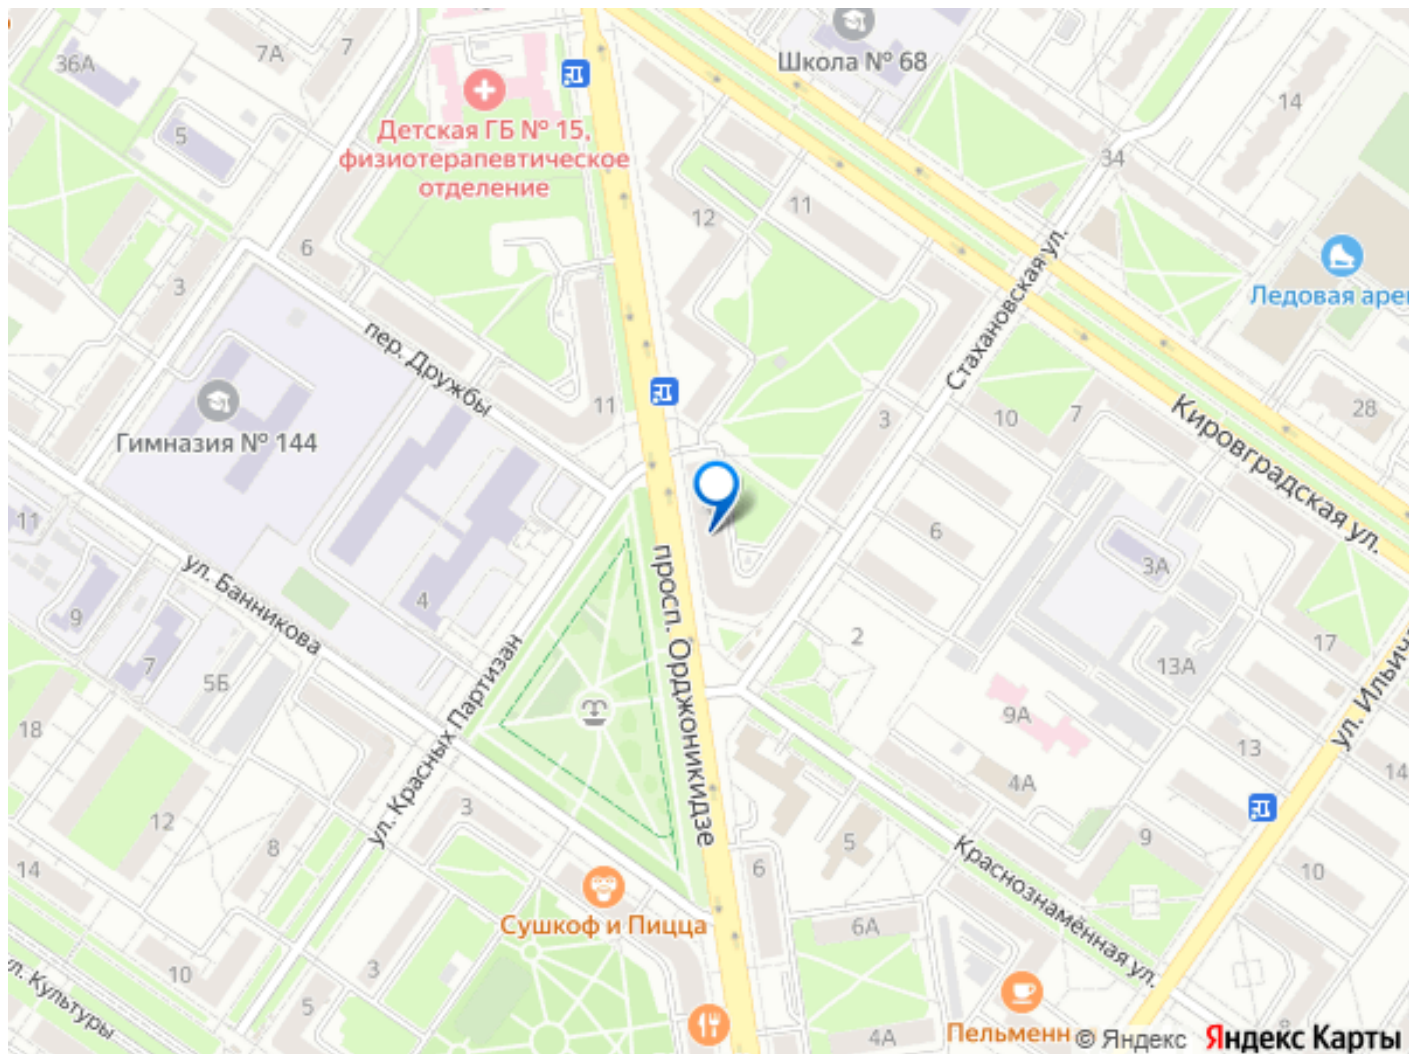 36А
7А
7
Школа № 68
14
5
Детская ГБ № 15,
физиотерапевтическое
отделение
34
12
11
6
3
Стахановская ул.
Ледовая аре
пер. Дружбы
11
3
10
7
28
Гимназия № 144
Кировградская ул.
11
6
3А
ул. Банникова
просп. Орджоникидзе
9
4
7
5Б
2
17
13А
9А
ул. Красных Партизан
18
13
4А
14
ул. Ильич
12
3
8
5
9
14
6
10
Краснознамённая ул.
Сушкоф и Пицца
6А
10
3
5
8
ул. Культуры
Пельменн
4А
© Яндекс Яндекс Карты